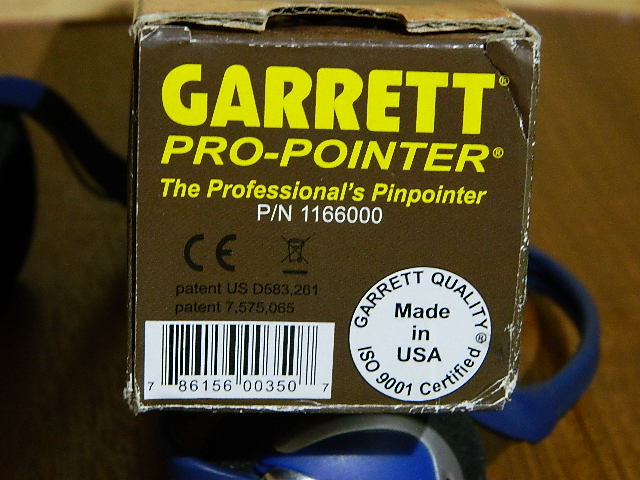 GARRETT®
PRO-POINTER®
The Professional's Pinpointer
P/N 1166000
CE
patent US D583,261
patent 7,575,065
7 86156 00350 7
GARRETT QUALITY®
Made
in
USA
ISO 9001 Certified